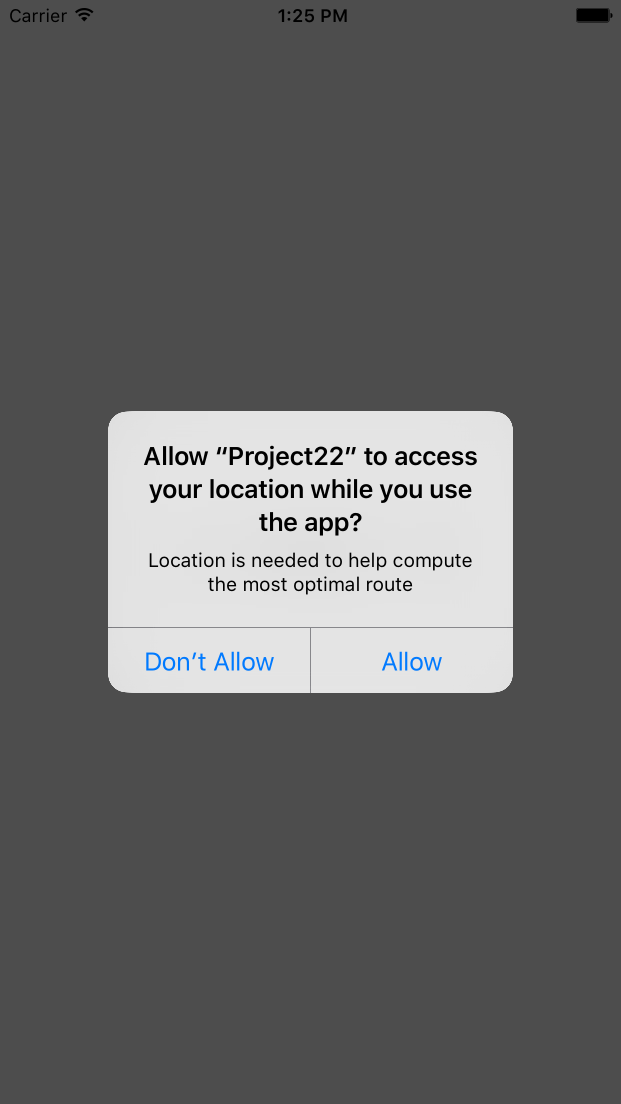 Carrier 1:25 PM
Allow “Project22” to access
your location while you use
the app?
Location is needed to help compute
the most optimal route
Don’t Allow Allow